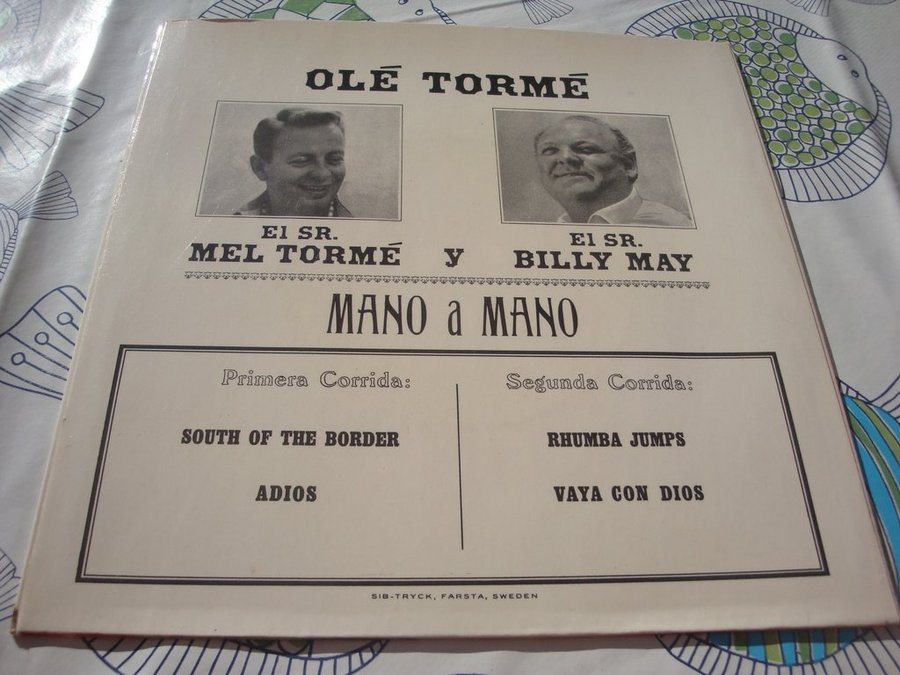 OLÉ TORMÉ
El SR. El SR.
MEL TORMÉ y BILLY MAY
MANO a MANO
Primera Corrida: Segunda Corrida:
SOUTH OF THE BORDER RHUMBA JUMPS
ADIOS VAYA CON DIOS
SIB-TRYCK, FARSTA, SWEDEN